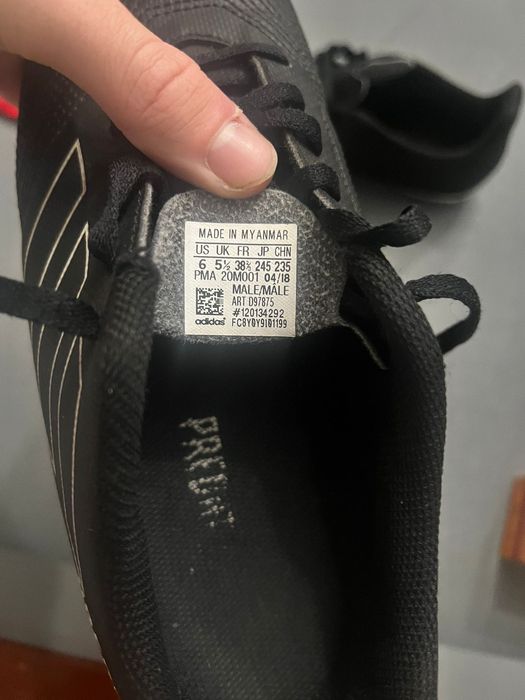 MADE IN MYANMAR
US UK FR JP CHN
6 5½ 38⅔ 245 235
PMA 20M001 04/18
MALE/MÂLE
ART D97875
#120134292
adidas FC8Y0Y9I01199
PREDAT